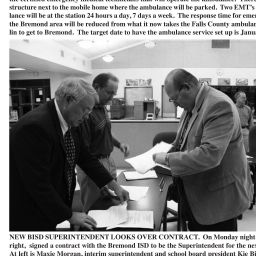 structure next to the mobile home where the ambulance will be parked. Two EMT's
lance will be at the station 24 hours a day, 7 days a week. The response time for emer
the Bremond area will be reduced from what it now takes the Falls County ambulan
lin to get to Bremond. The target date to have the ambulance service set up is Janu
NEW BISD SUPERINTENDENT LOOKS OVER CONTRACT. On Monday night
right, signed a contract with the Bremond ISD to be the Superintendent for the ne
At left is Maxie Morgan, interim superintendent and school board president Kie Bi